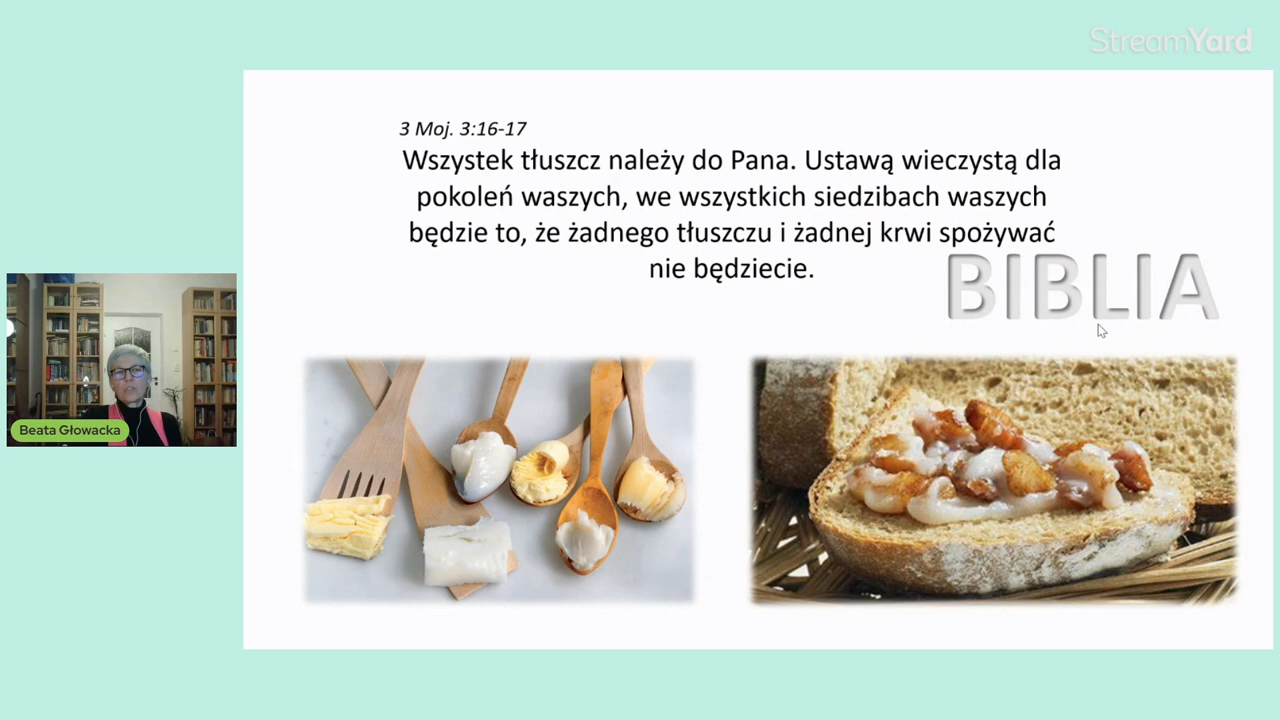 StreamYard
3 Moj. 3:16-17
Wszystek tłuszcz należy do Pana. Ustawą wieczystą dla
pokoleń waszych, we wszystkich siedzibach waszych
będzie to, że żadnego tłuszczu i żadnej krwi spożywać
nie będziecie.
BIBLIA
Beata Głowacka